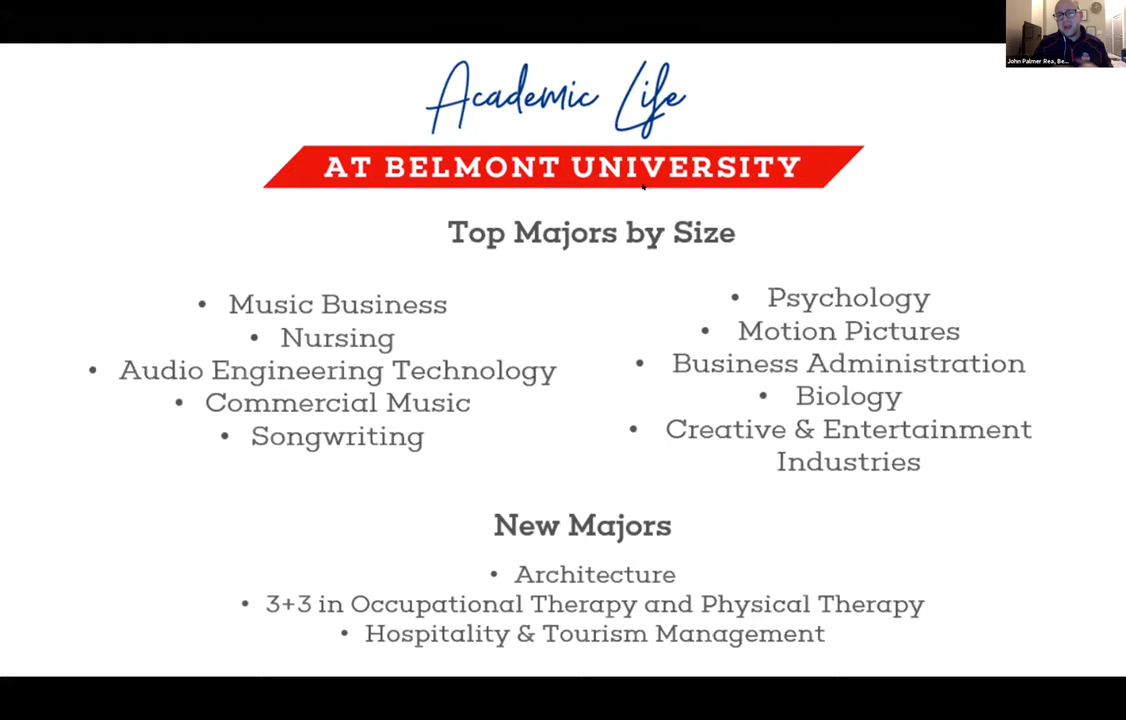 John Palmer Rea, Be...
Academic Life
AT BELMONT UNIVERSITY
Top Majors by Size
• Music Business
• Nursing
• Audio Engineering Technology
• Commercial Music
• Songwriting
• Psychology
• Motion Pictures
• Business Administration
• Biology
• Creative & Entertainment
Industries
New Majors
• Architecture
• 3+3 in Occupational Therapy and Physical Therapy
• Hospitality & Tourism Management